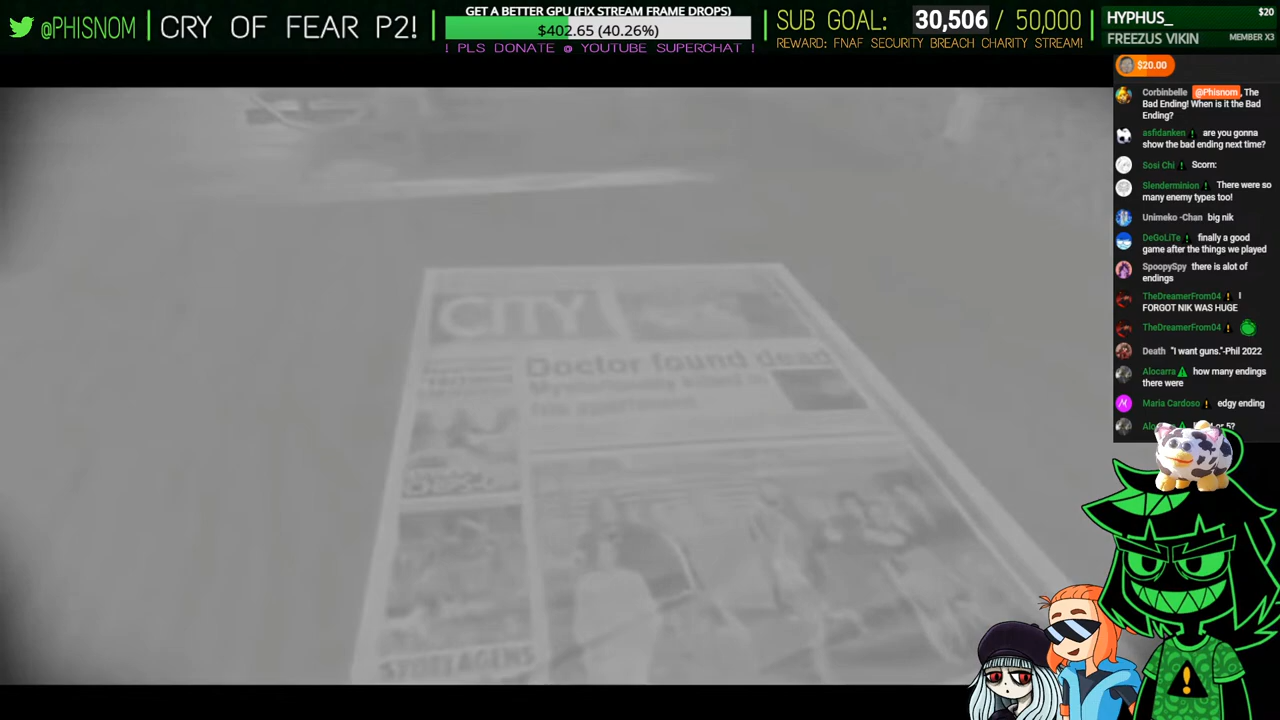 @PHISNOM
CRY OF FEAR P2!
GET A BETTER GPU (FIX STREAM FRAME DROPS)
$402.65 (40.26%)
! PLS DONATE @ YOUTUBE SUPERCHAT !
SUB GOAL: 30,506 / 50,000
REWARD: FNAF SECURITY BREACH CHARITY STREAM!
HYPHUS_ $20
FREEZUS VIKIN MEMBER X3
$20.00
Corbinbelle @Phisnom, The
Bad Ending! When is it the Bad
Ending?
asfidanken ! are you gonna
show the bad ending next time?
Sosi Chi ! Scorn:
Slenderminion ! There were so
many enemy types too!
Unimeko -Chan big nik
DeGoLiTe ! finally a good
game after the things we played
SpoopySpy there is alot of
endings
TheDreamerFrom04 ! I
FORGOT NIK WAS HUGE
TheDreamerFrom04 !
Death "I want guns."-Phil 2022
Alocarra how many endings
there were
Maria Cardoso ! edgy ending
or 5?
CITY
Doctor found dead